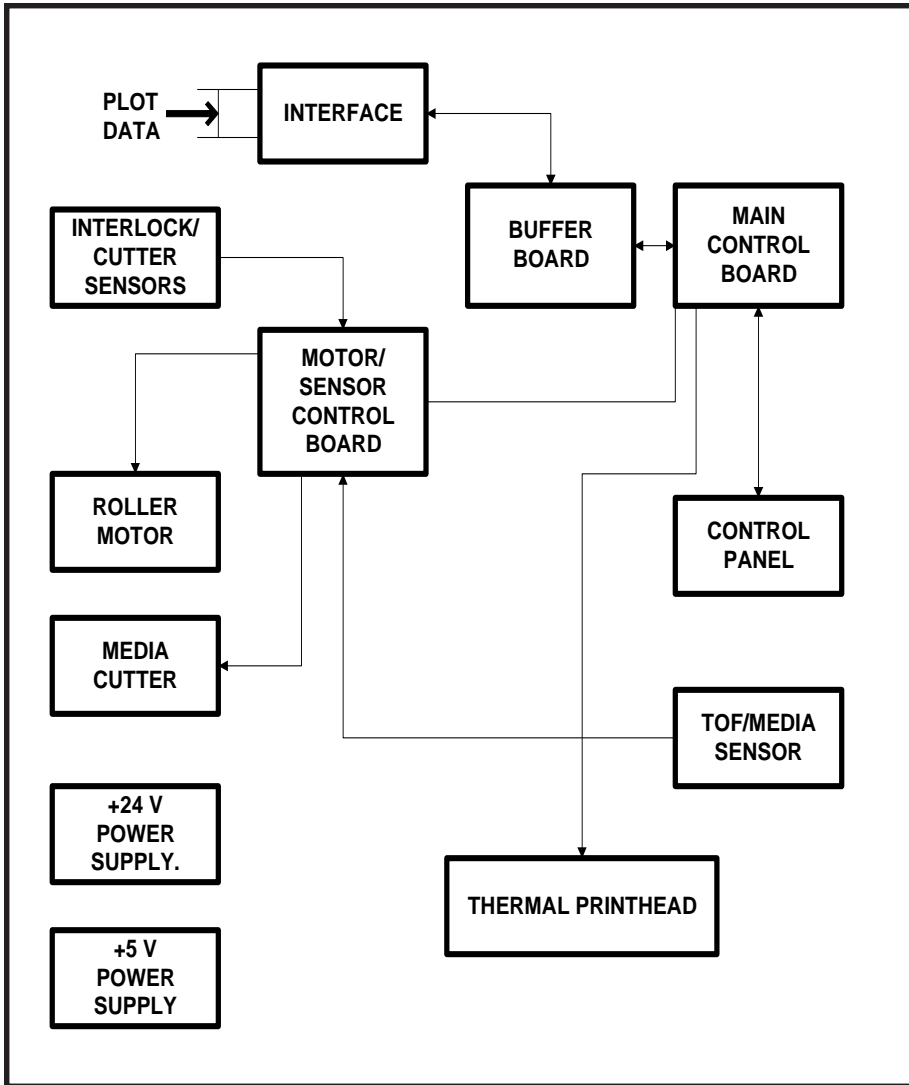 PLOT
DATA
INTERFACE
INTERLOCK/
CUTTER
SENSORS
BUFFER
BOARD
MAIN
CONTROL
BOARD
MOTOR/
SENSOR
CONTROL
BOARD
ROLLER
MOTOR
CONTROL
PANEL
MEDIA
CUTTER
TOF/MEDIA
SENSOR
+24 V
POWER
SUPPLY.
THERMAL PRINTHEAD
+5 V
POWER
SUPPLY